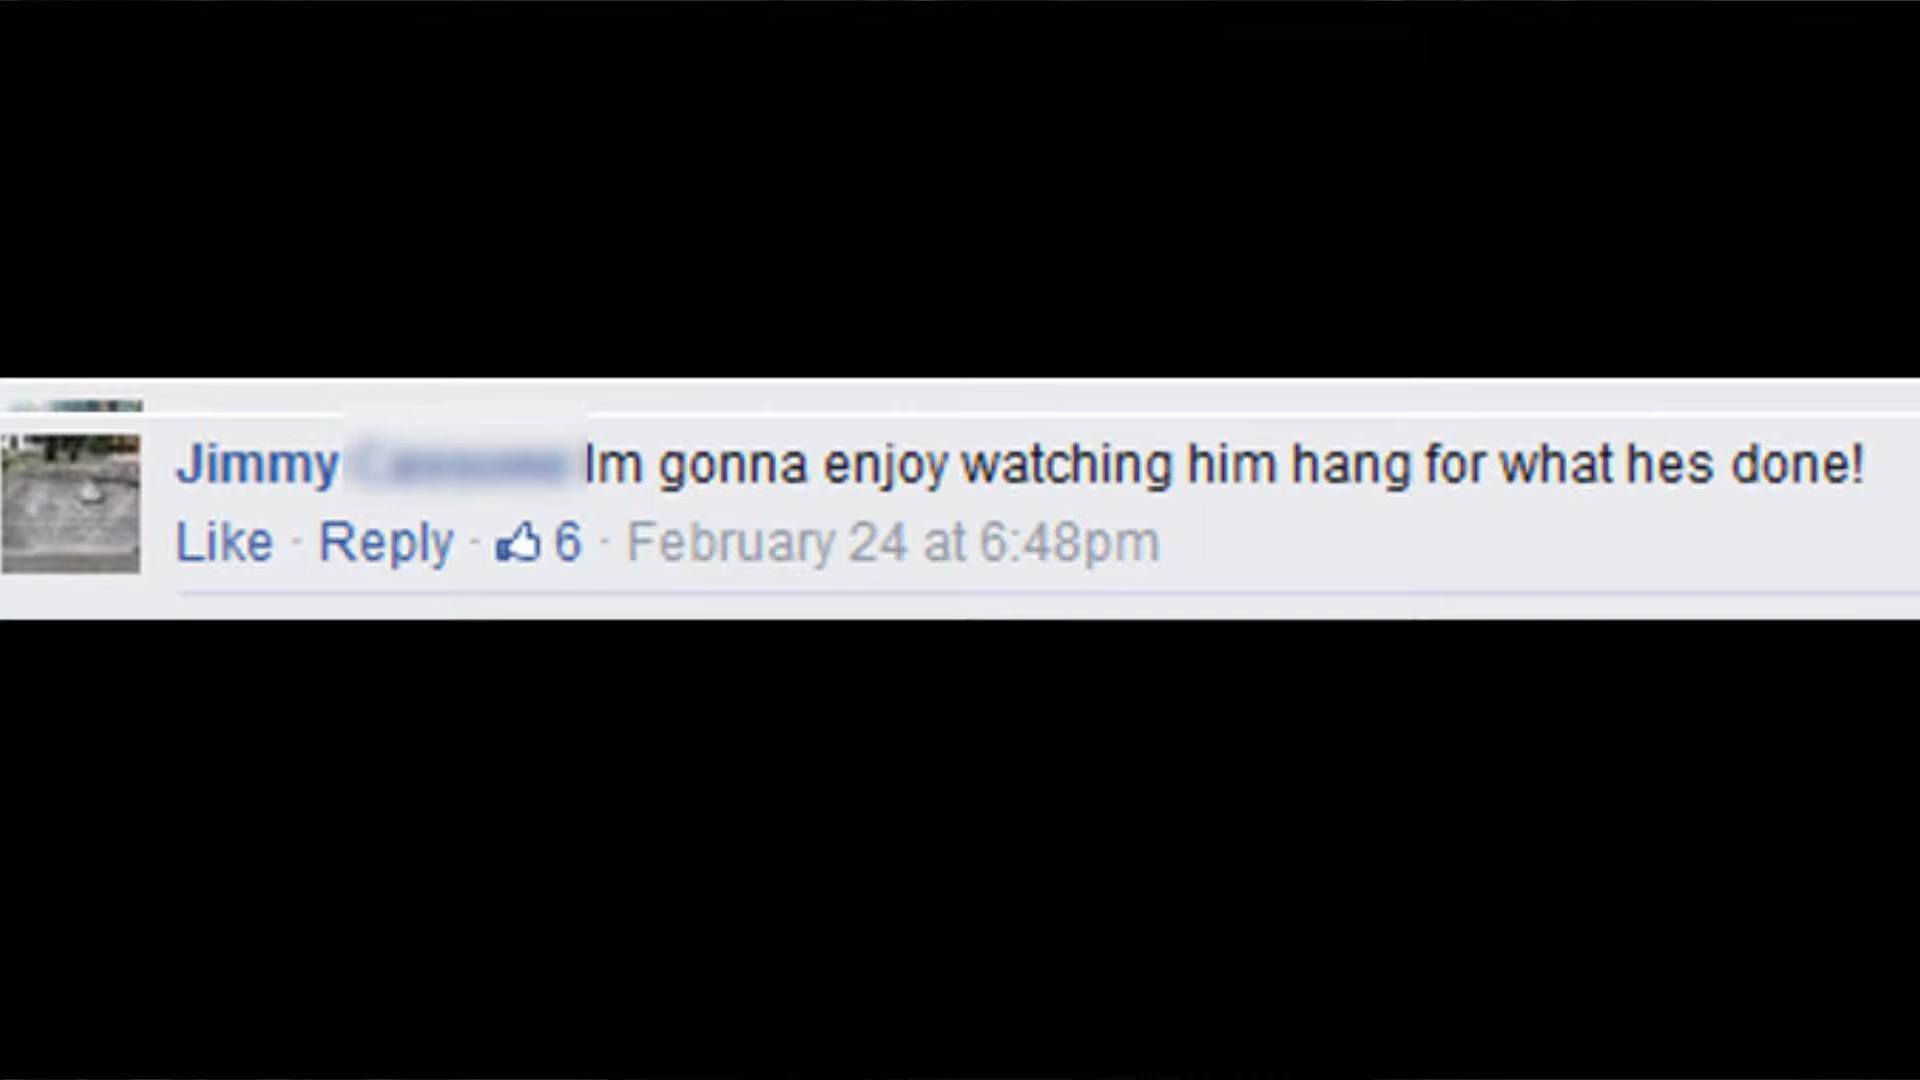 Jimmy Im gonna enjoy watching him hang for what hes done!
Like · Reply · 6 · February 24 at 6:48pm